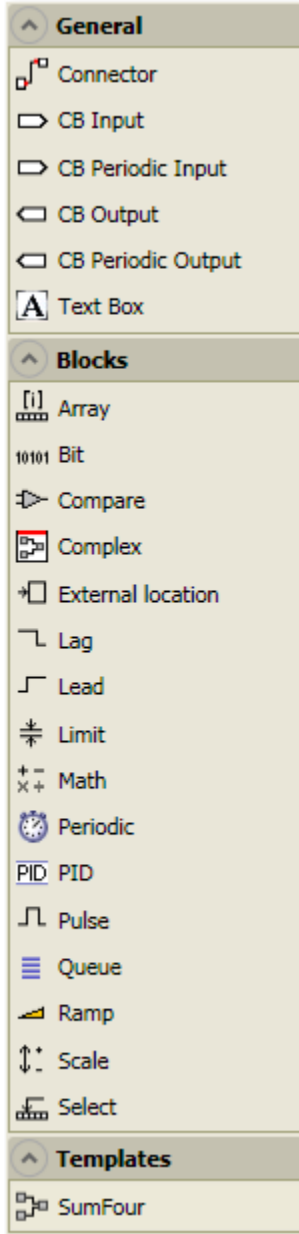 General
Connector
CB Input
CB Periodic Input
CB Output
CB Periodic Output
A Text Box
Blocks
[i] Array
10101 Bit
Compare
Complex
External location
Lag
Lead
Limit
+ - × ÷ Math
Periodic
PID PID
Pulse
Queue
Ramp
Scale
Select
Templates
SumFour